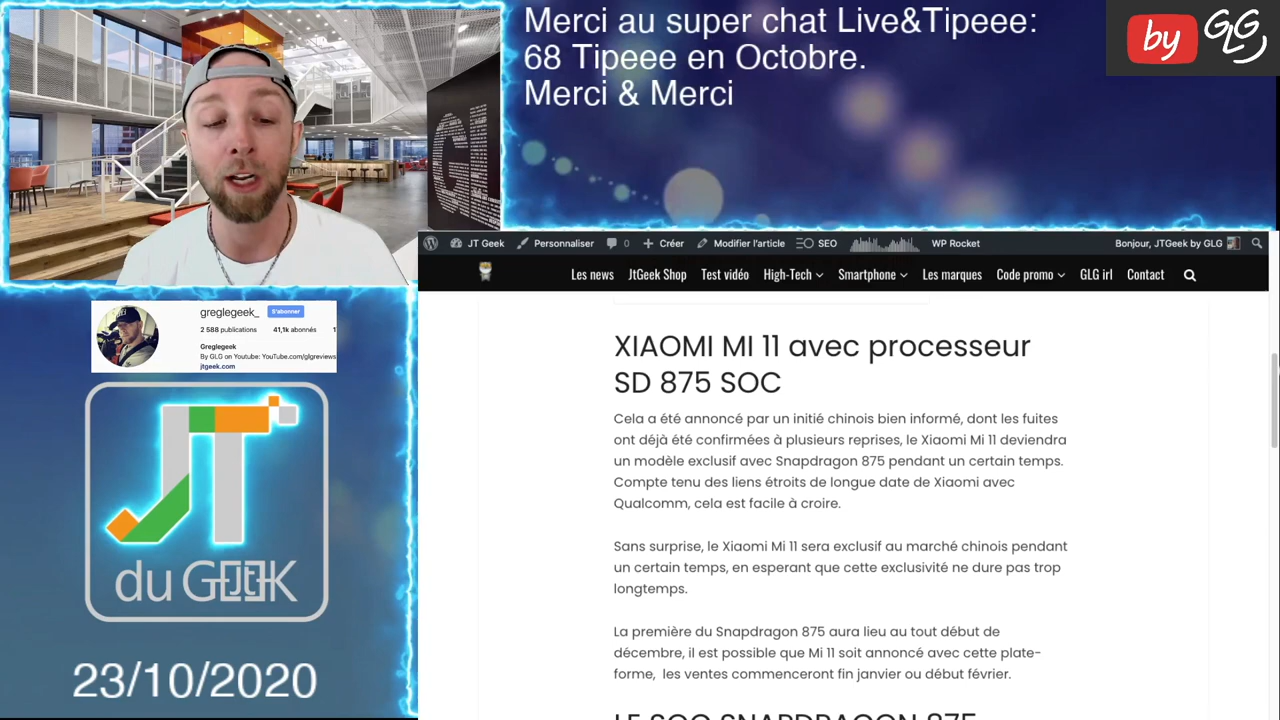 Merci au super chat Live&Tipeee:
68 Tipeee en Octobre.
Merci & Merci
by GLG
JT Geek Personnaliser 0 Créer Modifier l'article SEO WP Rocket Bonjour, JTGeek by GLG
Les news JtGeek Shop Test vidéo High-Tech Smartphone Les marques Code promo GLG irl Contact
greglegeek_ S'abonner
2 588 publications 41,1k abonnés 1
Greglegeek
By GLG on Youtube: YouTube.com/glgreviews
jtgeek.com
JT
du GEEK
23/10/2020
XIAOMI MI 11 avec processeur
SD 875 SOC
Cela a été annoncé par un initié chinois bien informé, dont les fuites
ont déjà été confirmées à plusieurs reprises, le Xiaomi Mi 11 deviendra
un modèle exclusif avec Snapdragon 875 pendant un certain temps.
Compte tenu des liens étroits de longue date de Xiaomi avec
Qualcomm, cela est facile à croire.
Sans surprise, le Xiaomi Mi 11 sera exclusif au marché chinois pendant
un certain temps, en esperant que cette exclusivité ne dure pas trop
longtemps.
La première du Snapdragon 875 aura lieu au tout début de
décembre, il est possible que Mi 11 soit annoncé avec cette plate-
forme, les ventes commenceront fin janvier ou début février.
LE SOC SNAPDRAGON 875